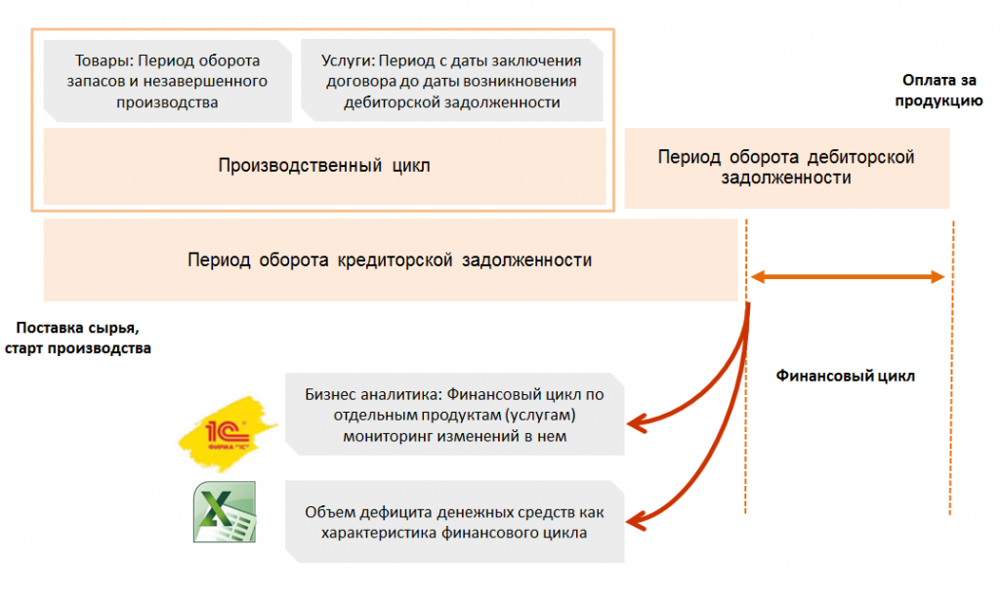 Товары: Период оборота
запасов и незавершенного
производства
Услуги: Период с даты заключения
договора до даты возникновения
дебиторской задолженности
Оплата за
продукцию
Производственный цикл
Период оборота дебиторской
задолженности
Период оборота кредиторской задолженности
Поставка сырья,
старт производства
Финансовый цикл
Бизнес аналитика: Финансовый цикл по
отдельным продуктам (услугам)
мониторинг изменений в нем
1С
ФИРМА "1С"
Объем дефицита денежных средств как
характеристика финансового цикла